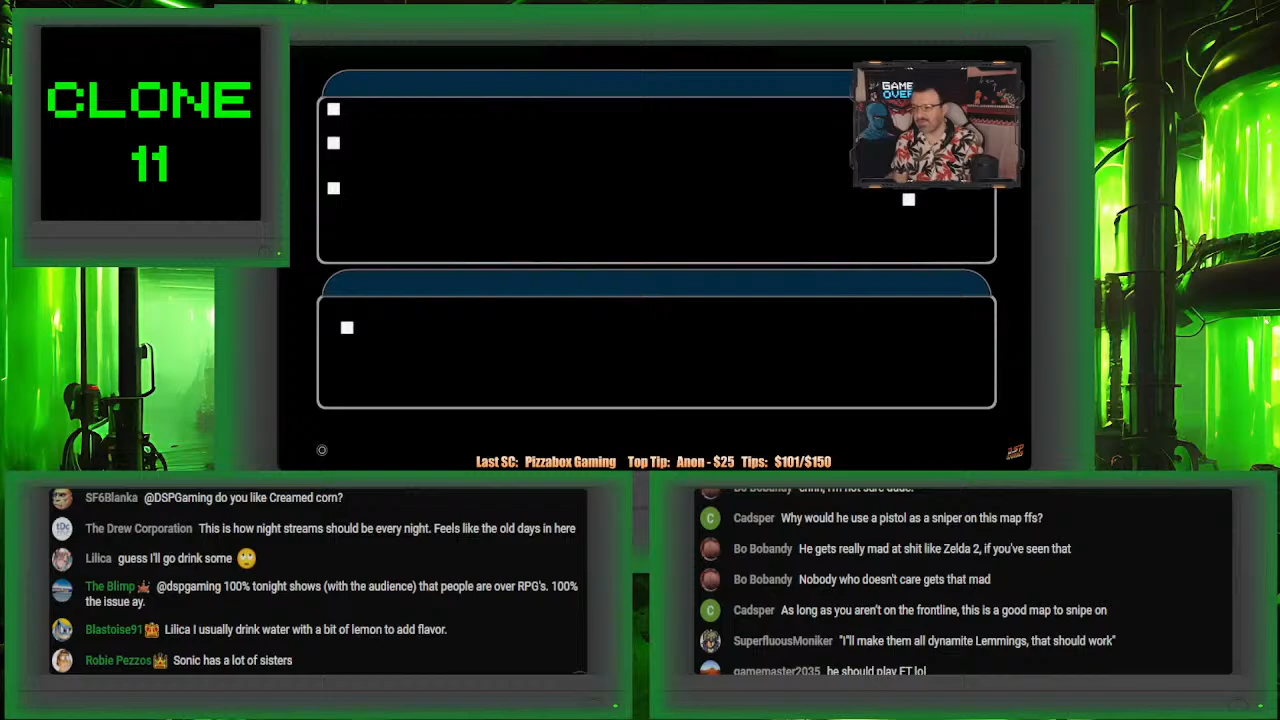 CLONE
11
GAME
OVER
Last SC: Pizzabox Gaming Top Tip: Anon - $25 Tips: $101/$150
SF6Blanka @DSPGaming do you like Creamed corn?
The Drew Corporation This is how night streams should be every night. Feels like the old days in here
Lilica guess I'll go drink some
The Blimp @dspgaming 100% tonight shows (with the audience) that people are over RPG's. 100%
the issue ay.
Blastoise91 Lilica I usually drink water with a bit of lemon to add flavor.
Robie Pezzos Sonic has a lot of sisters
Bo Bobandy I'm not sure dude.
Cadsper Why would he use a pistol as a sniper on this map ffs?
Bo Bobandy He gets really mad at shit like Zelda 2, if you've seen that
Bo Bobandy Nobody who doesn't care gets that mad
Cadsper As long as you aren't on the frontline, this is a good map to snipe on
SuperfluousMoniker "I"ll make them all dynamite Lemmings, that should work"
gamemaster2035 he should play ET lol